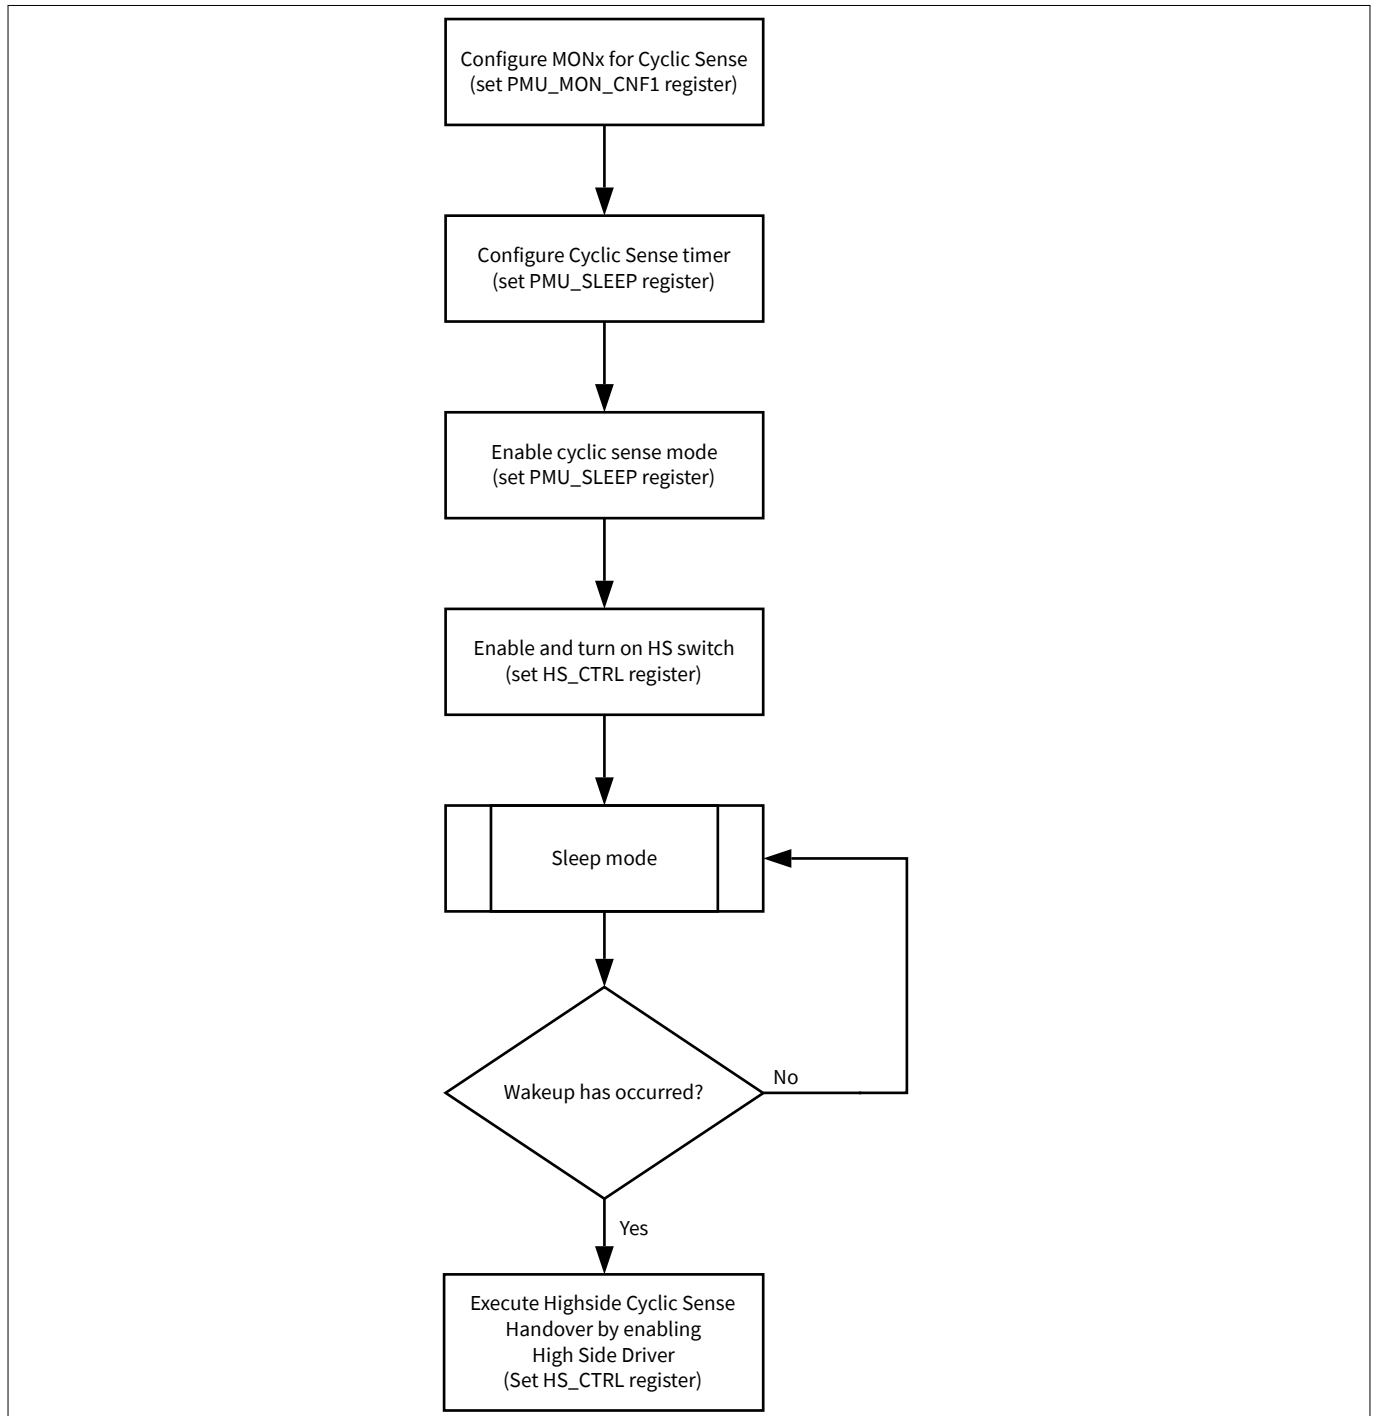 Configure MONx for Cyclic Sense
(set PMU_MON_CNF1 register)
Configure Cyclic Sense timer
(set PMU_SLEEP register)
Enable cyclic sense mode
(set PMU_SLEEP register)
Enable and turn on HS switch
(set HS_CTRL register)
Sleep mode
Wakeup has occurred?
No
Yes
Execute Highside Cyclic Sense
Handover by enabling
High Side Driver
(Set HS_CTRL register)